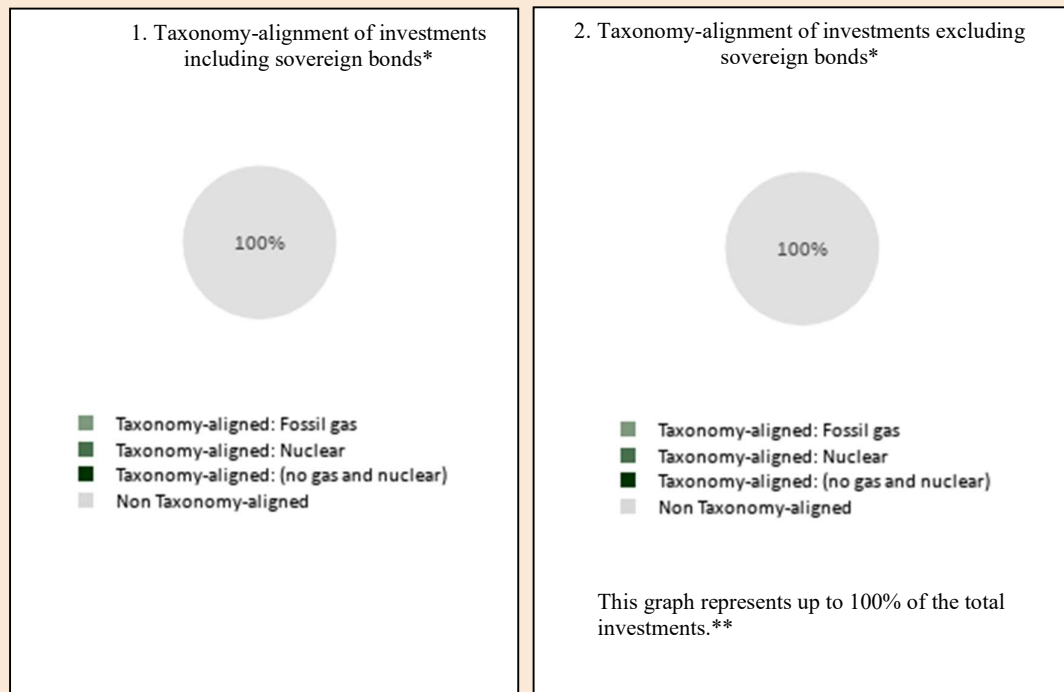 1. Taxonomy-alignment of investments
including sovereign bonds*
100%
Taxonomy-aligned: Fossil gas
Taxonomy-aligned: Nuclear
Taxonomy-aligned: (no gas and nuclear)
Non Taxonomy-aligned
2. Taxonomy-alignment of investments excluding
sovereign bonds*
100%
Taxonomy-aligned: Fossil gas
Taxonomy-aligned: Nuclear
Taxonomy-aligned: (no gas and nuclear)
Non Taxonomy-aligned
This graph represents up to 100% of the total
investments.**